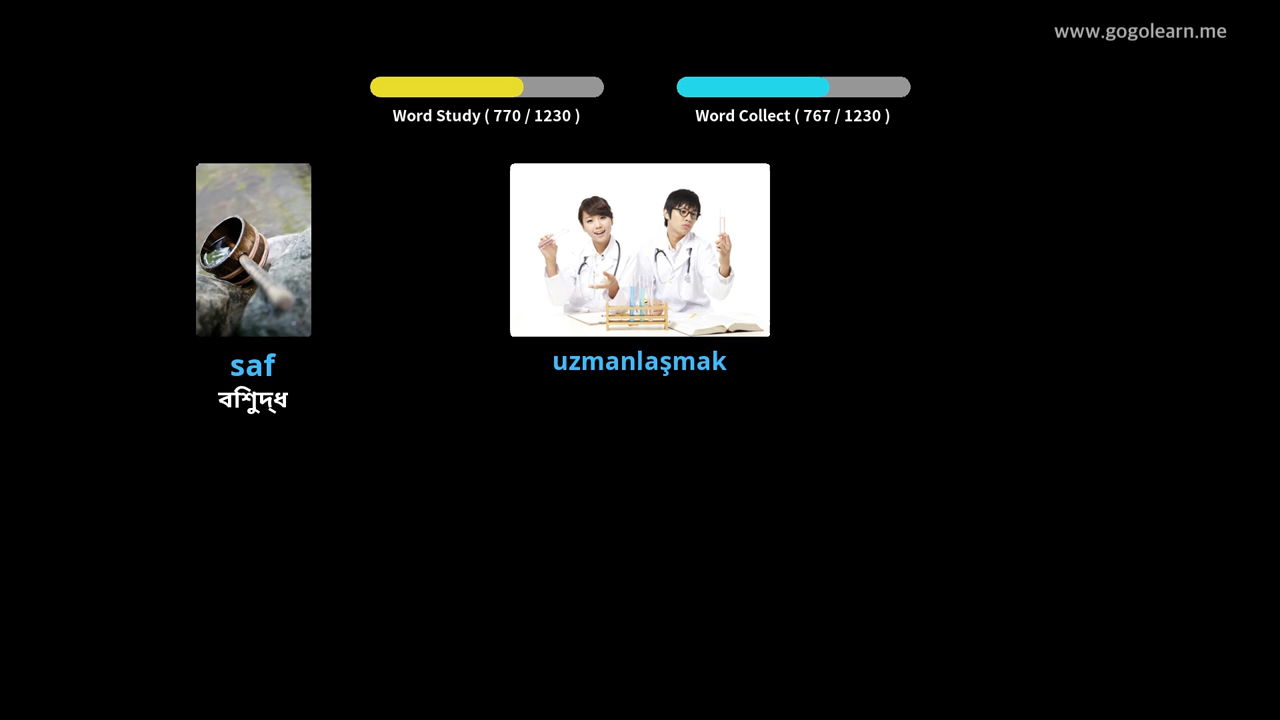 www.gogolearn.me
Word Study ( 770 / 1230 )
Word Collect ( 767 / 1230 )
saf
বিশুদ্ধ
uzmanlaşmak